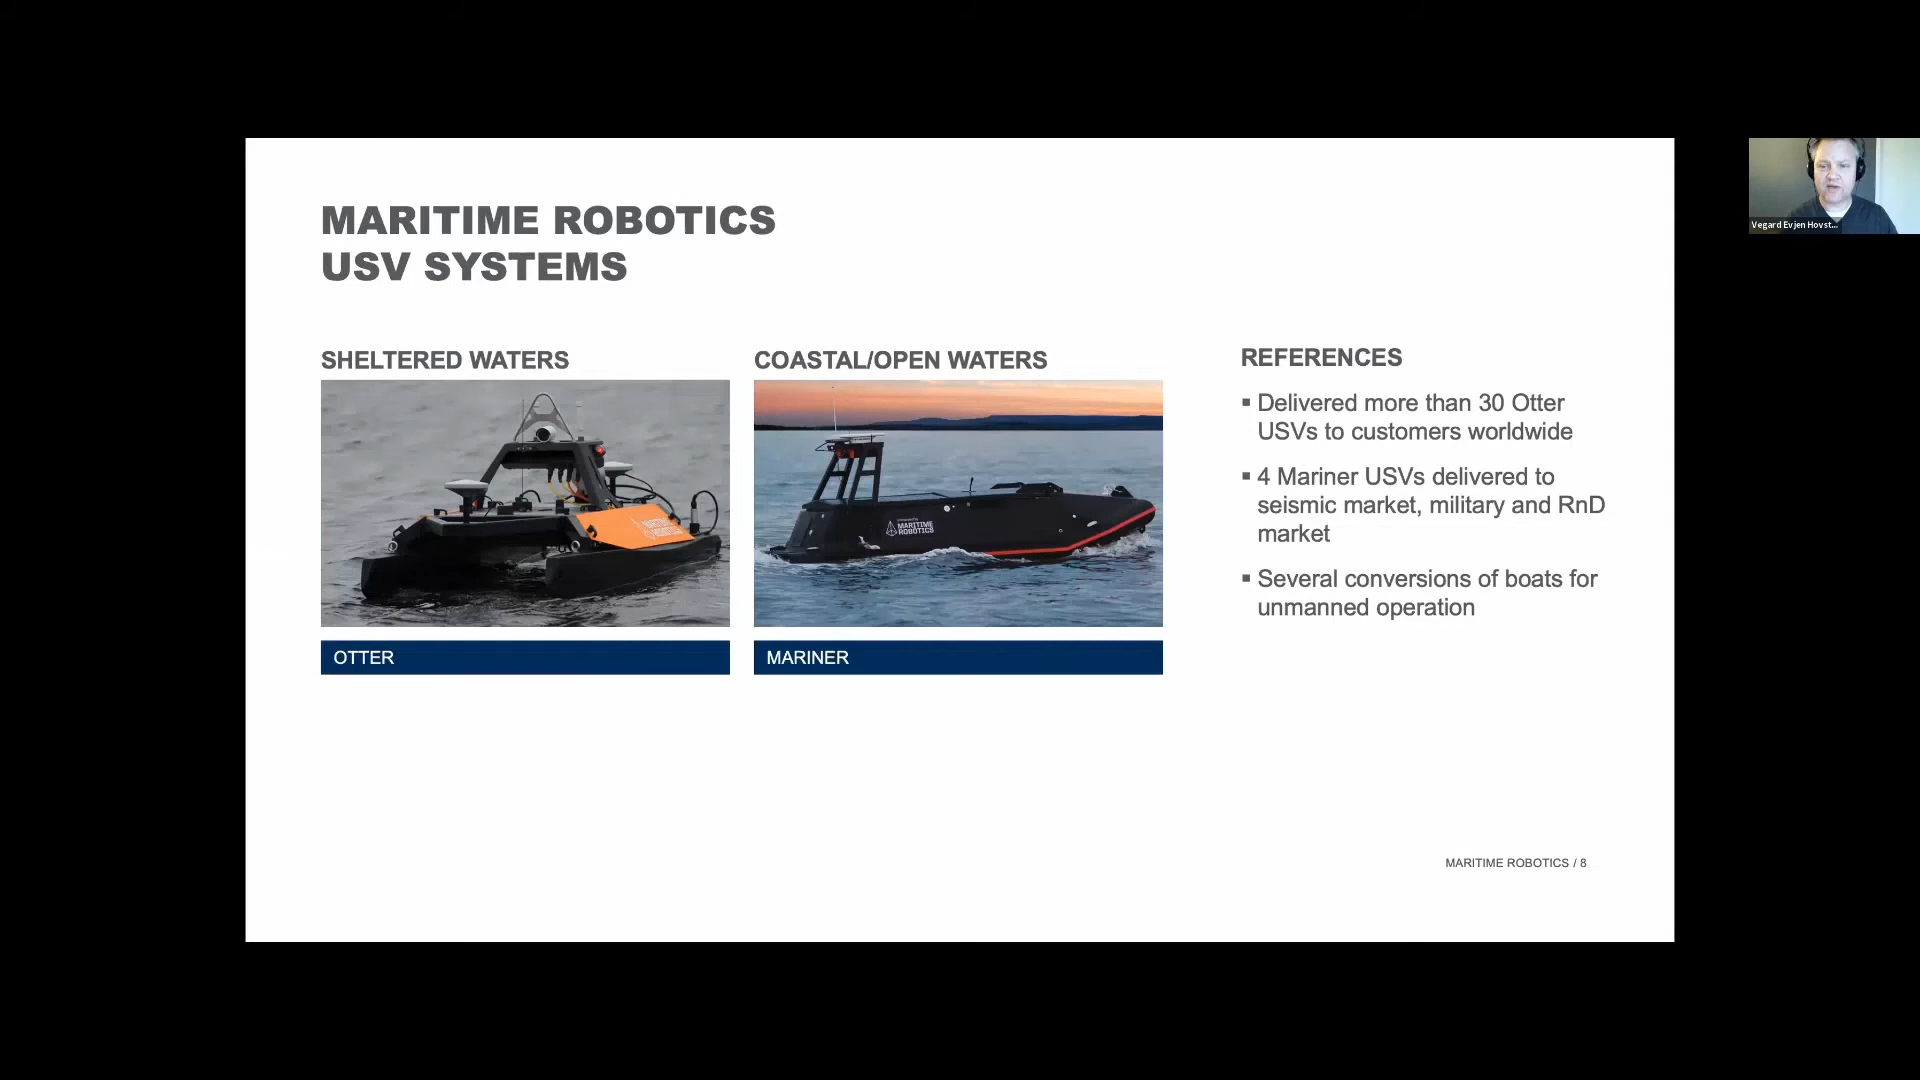 MARITIME ROBOTICS
USV SYSTEMS
SHELTERED WATERS
COASTAL/OPEN WATERS
MARITIME
ROBOTICS
OTTER
MARINER
REFERENCES
▪ Delivered more than 30 Otter
USVs to customers worldwide
▪ 4 Mariner USVs delivered to
seismic market, military and RnD
market
▪ Several conversions of boats for
unmanned operation
MARITIME ROBOTICS / 8
Vegard Evjen Hovst...